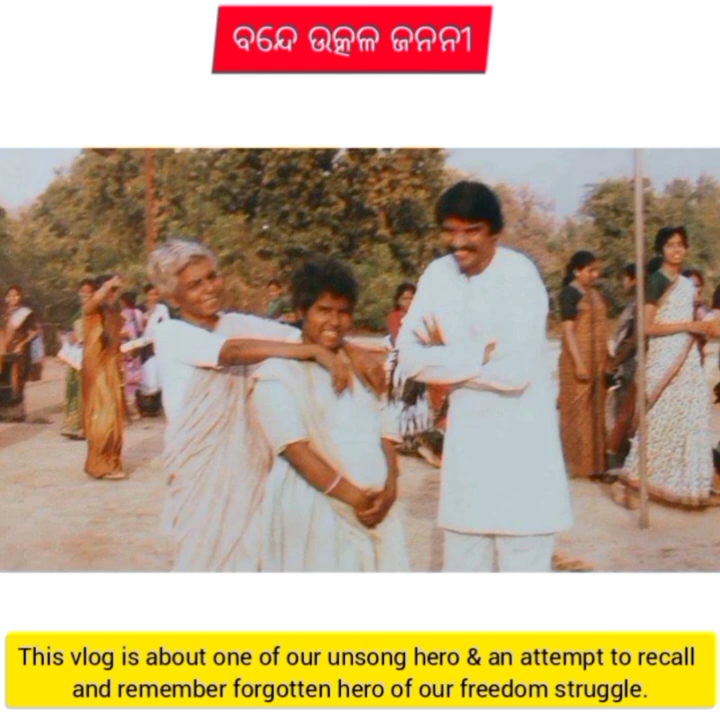 ବନ୍ଦେ ଉତ୍କଳ ଜନନୀ
This vlog is about one of our unsong hero & an attempt to recall
and remember forgotten hero of our freedom struggle.